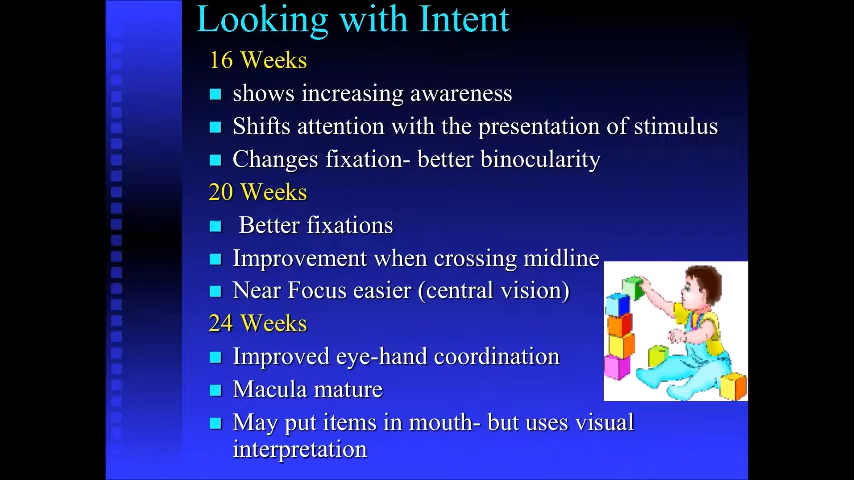 Looking with Intent
16 Weeks
shows increasing awareness
Shifts attention with the presentation of stimulus
Changes fixation- better binocularity
20 Weeks
Better fixations
Improvement when crossing midline
Near Focus easier (central vision)
24 Weeks
Improved eye-hand coordination
Macula mature
May put items in mouth- but uses visual
interpretation